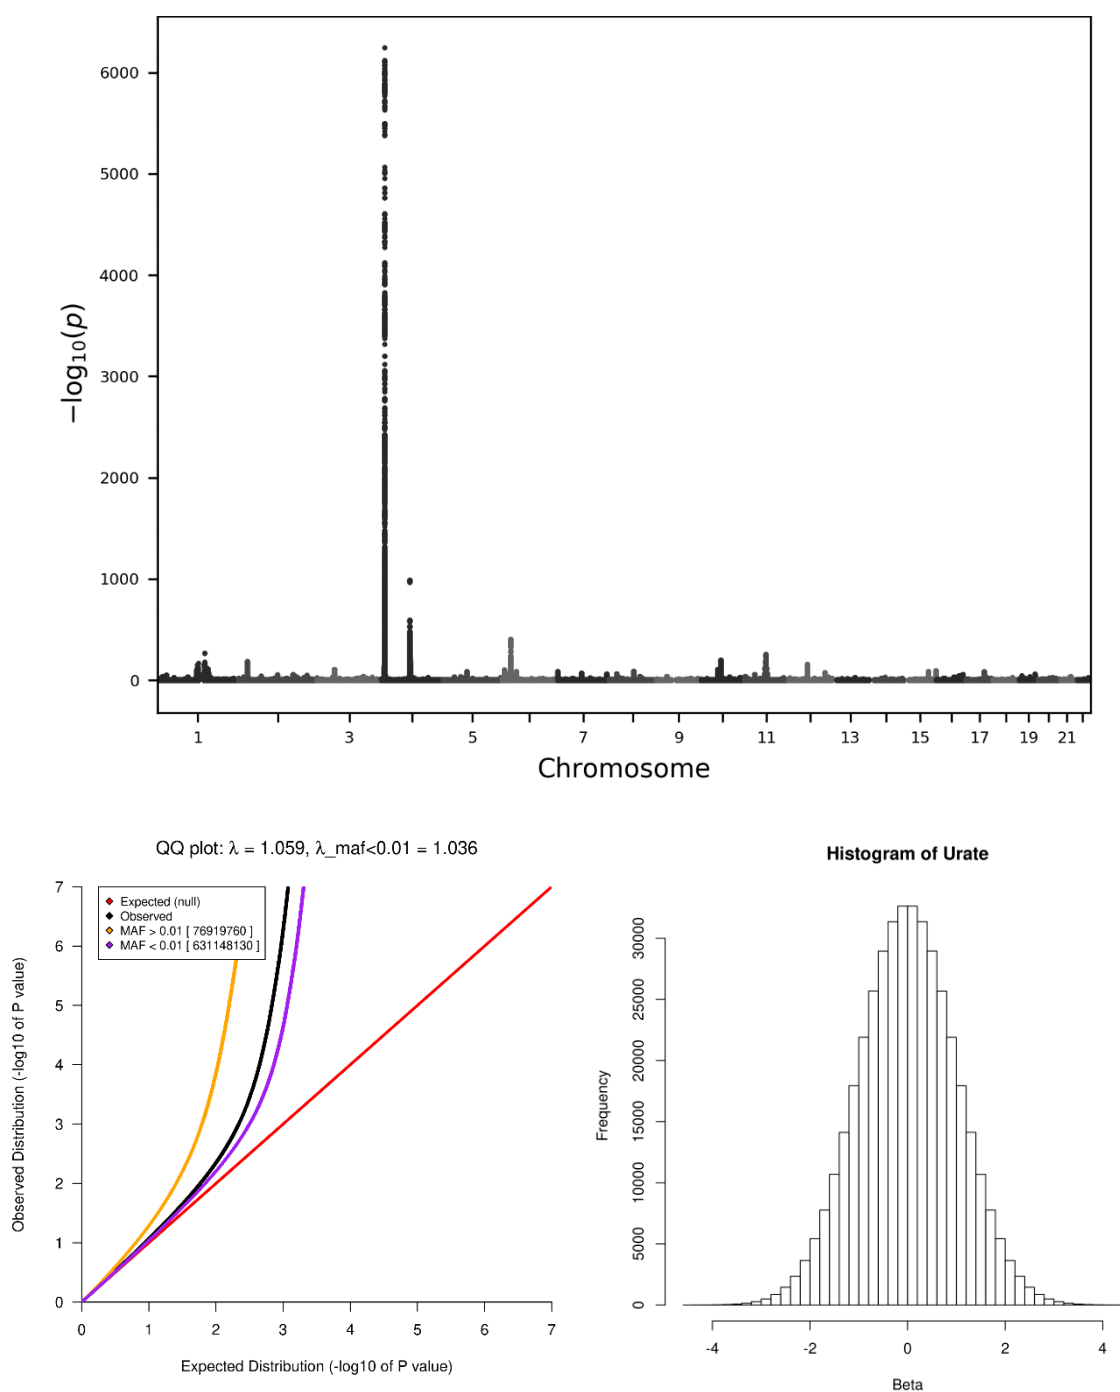 6000
5000
4000
3000
2000
1000
0
−log₁₀(p)
1 3 5 7 9 11 13 15 17 19 21
Chromosome
QQ plot: λ = 1.059, λ_maf<0.01 = 1.036
Expected (null)
Observed
MAF > 0.01 [ 76919760 ]
MAF < 0.01 [ 631148130 ]
7
6
5
4
3
2
1
0
Observed Distribution (-log10 of P value)
0 1 2 3 4 5 6 7
Expected Distribution (-log10 of P value)
Histogram of Urate
30000
25000
20000
15000
10000
5000
0
Frequency
-4 -2 0 2 4
Beta